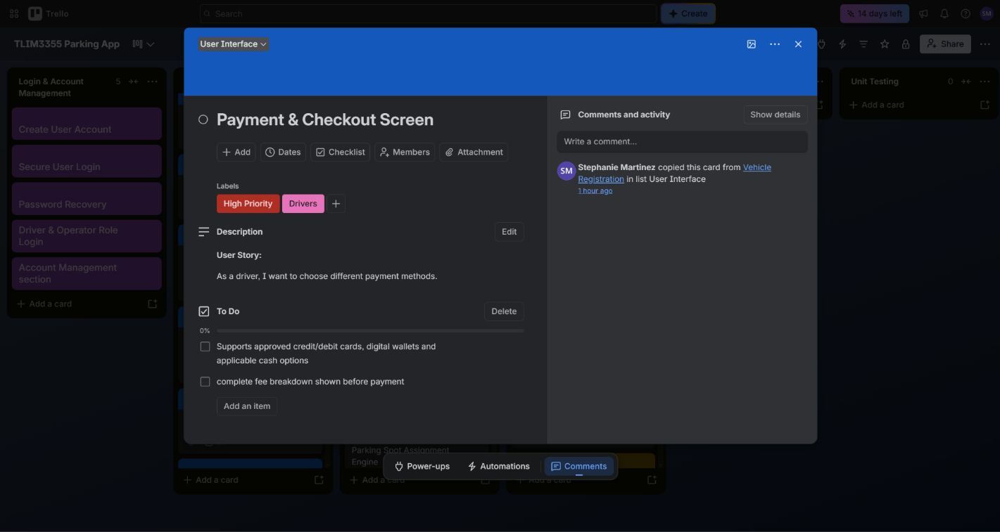 Trello
Search
Create
14 days left
SM
TLIM3355 Parking App
Share
Login & Account
Management
5
Create User Account
Secure User Login
Password Recovery
Driver & Operator Role
Login
Account Management
section
Add a card
User Interface
Payment & Checkout Screen
Add
Dates
Checklist
Members
Attachment
Labels
High Priority
Drivers
Description
Edit
User Story:
As a driver, I want to choose different payment methods.
To Do
Delete
0%
Supports approved credit/debit cards, digital wallets and
applicable cash options
complete fee breakdown shown before payment
Add an item
Comments and activity
Show details
Write a comment...
SM
Stephanie Martinez copied this card from Vehicle
Registration in list User Interface
1 hour ago
Unit Testing
0
Add a card
Parking Spot Assignment
Engine
Add a card
Add a card
Add a card
Power-ups
Automations
Comments